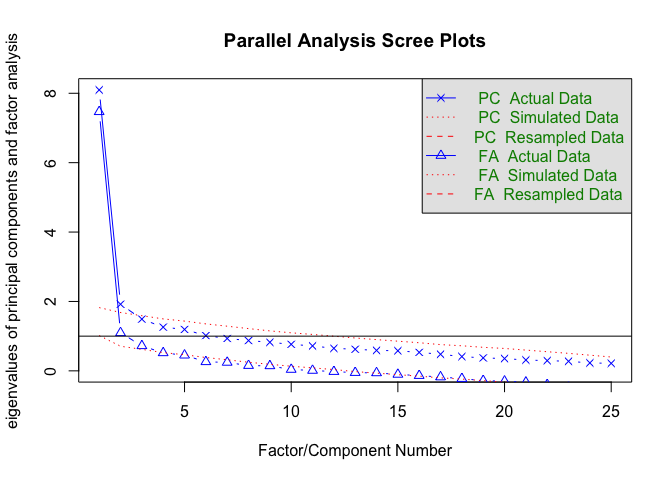 Parallel Analysis Scree Plots
eigenvalues of principal components and factor analysis
8
6
4
2
0
PC Actual Data
PC Simulated Data
PC Resampled Data
FA Actual Data
FA Simulated Data
FA Resampled Data
5 10 15 20 25
Factor/Component Number